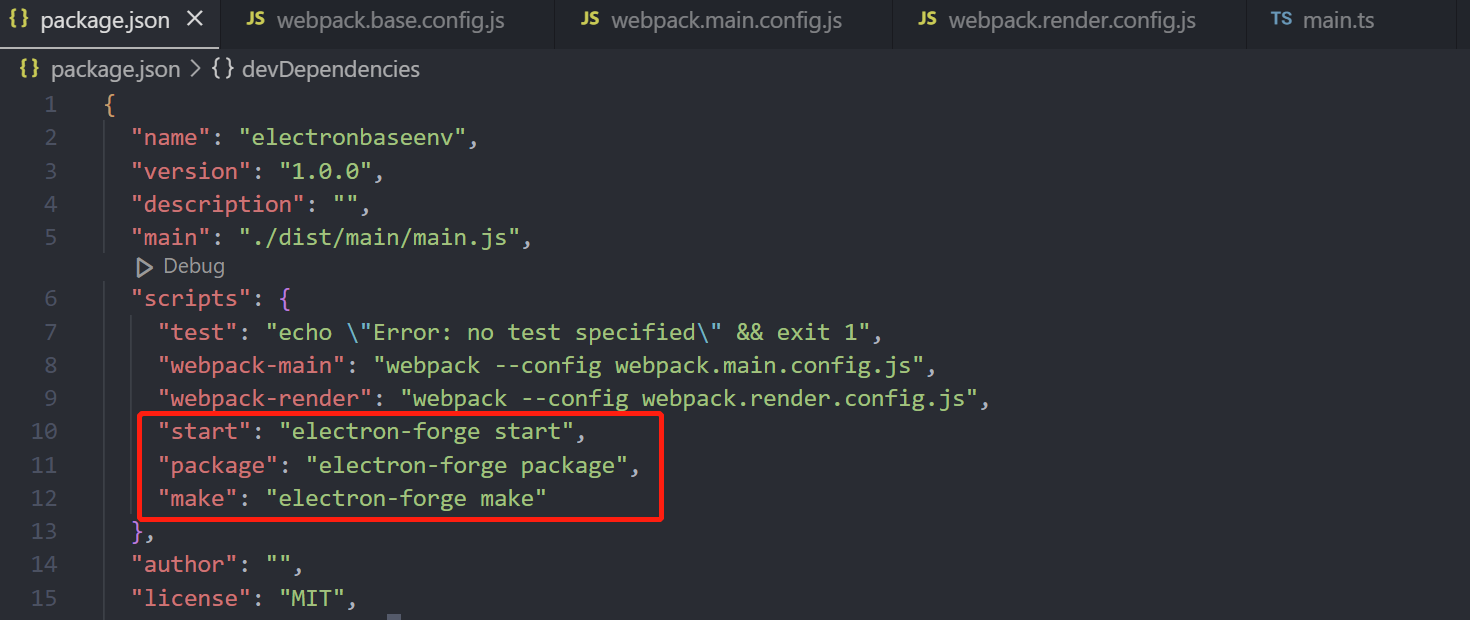 {} package.json × JS webpack.base.config.js JS webpack.main.config.js JS webpack.render.config.js TS main.ts
{} package.json > {} devDependencies
1 {
2 "name": "electronbaseenv",
3 "version": "1.0.0",
4 "description": "",
5 "main": "./dist/main/main.js",
Debug
6 "scripts": {
7 "test": "echo \"Error: no test specified\" && exit 1",
8 "webpack-main": "webpack --config webpack.main.config.js",
9 "webpack-render": "webpack --config webpack.render.config.js",
10 "start": "electron-forge start",
11 "package": "electron-forge package",
12 "make": "electron-forge make"
13 },
14 "author": "",
15 "license": "MIT",